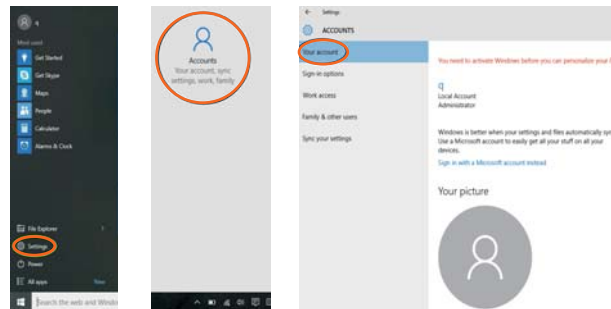 q
Most used
Get Started
Get Skype
Maps
People
Calculator
Alarms & Clock
File Explorer
Settings
Power
All apps
New
Search the web and Windo
Accounts
Your account, sync
settings, work, family
Settings
ACCOUNTS
Your account
Sign-in options
Work access
Family & other users
Sync your settings
You need to activate Windows before you can personalize your
q
Local Account
Administrator
Windows is better when your settings and files automatically syn
Use a Microsoft account to easily get all your stuff on all your
devices.
Sign in with a Microsoft account instead
Your picture